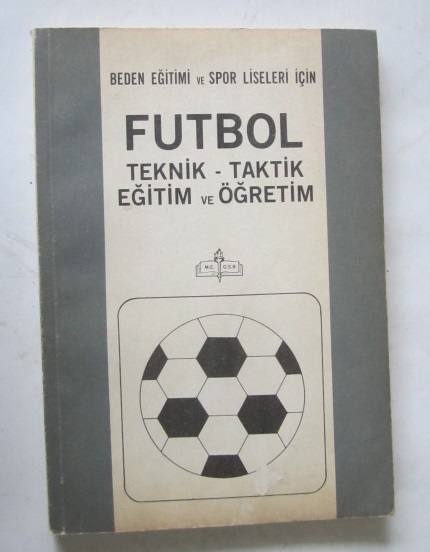 BEDEN EĞİTİMİ ve SPOR LİSELERİ İÇİN
FUTBOL
TEKNİK - TAKTİK
EĞİTİM ve ÖĞRETİM
M.E. G.S.B